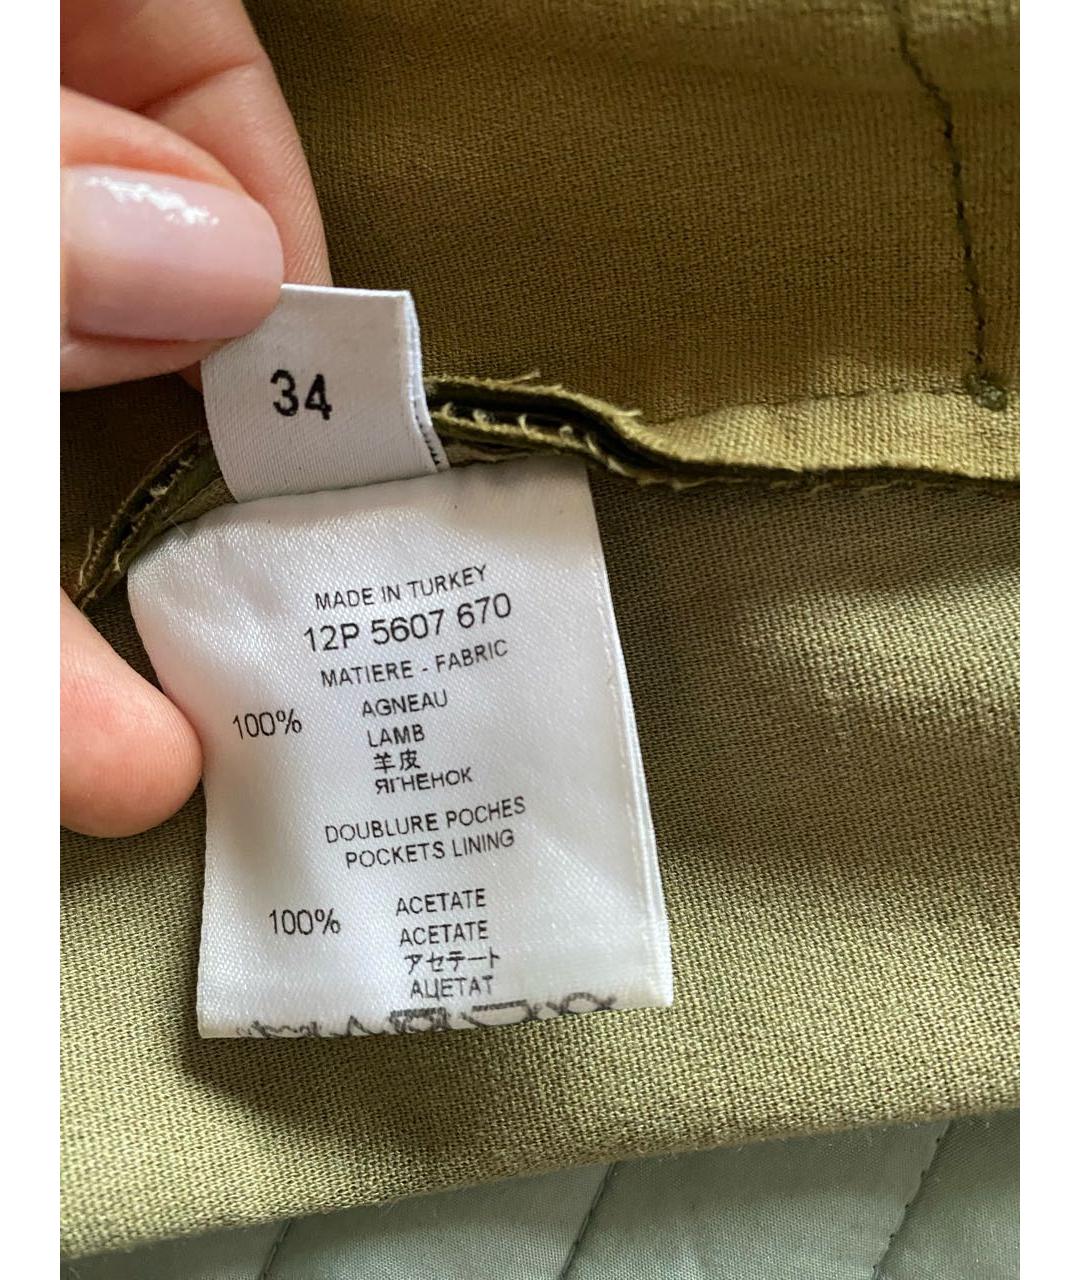 34
MADE IN TURKEY
12P 5607 670
MATIERE - FABRIC
100% AGNEAU
LAMB
羊皮
ЯГНЕНОК
DOUBLURE POCHES
POCKETS LINING
100% ACETATE
ACETATE
アセテート
АЦЕТАТ